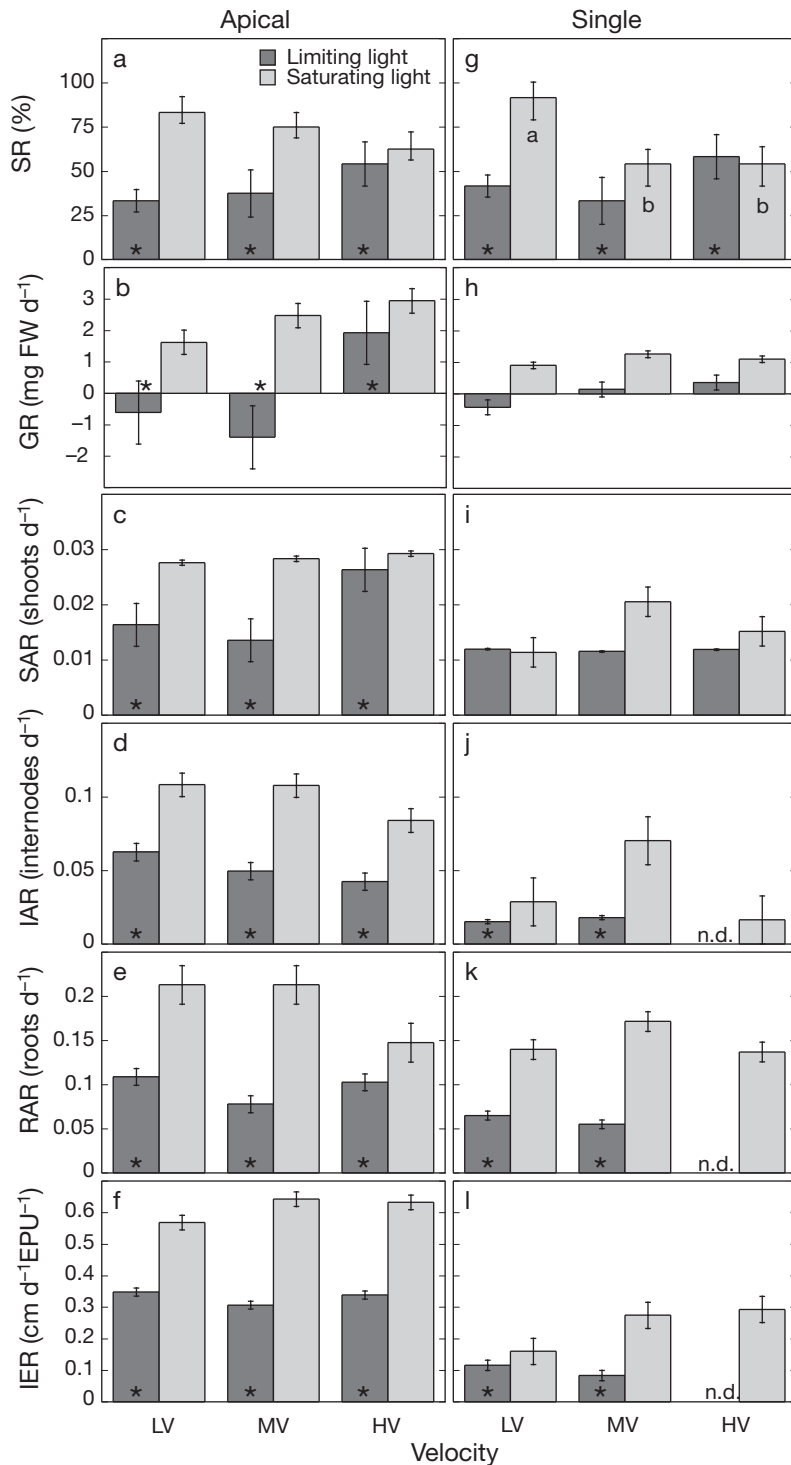 Apical Single
a
Limiting light
Saturating light
SR (%)
100
75
50
25
0
* * *
g
a
b
b
* * *
b
GR (mg FW d⁻¹)
3
2
1
0
−1
−2
* * *
h
c
SAR (shoots d⁻¹)
0.03
0.02
0.01
0
* * *
i
d
IAR (internodes d⁻¹)
0.1
0.05
0
* * *
j
* * n.d.
e
RAR (roots d⁻¹)
0.2
0.15
0.1
0.05
0
* * *
k
* * n.d.
f
IER (cm d⁻¹EPU⁻¹)
0.6
0.5
0.4
0.3
0.2
0.1
0
* * *
l
* * n.d.
LV MV HV LV MV HV
Velocity